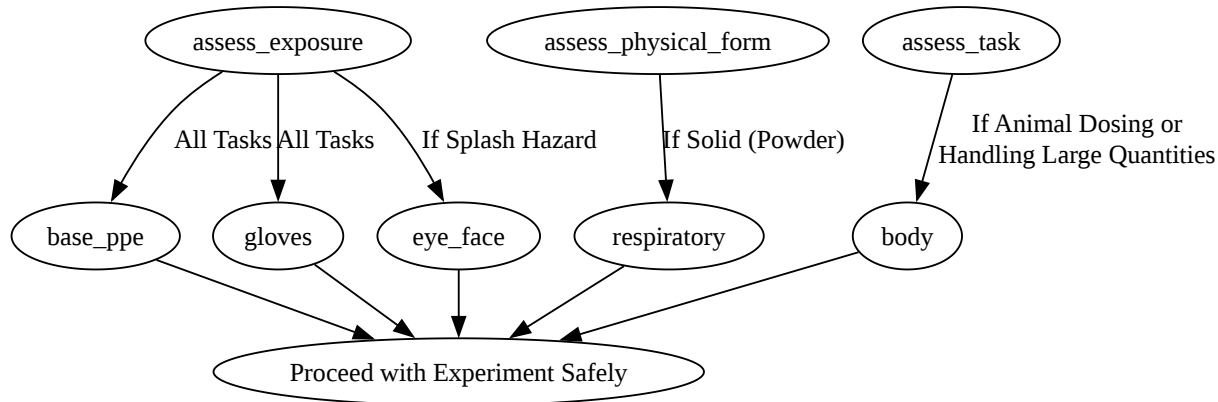 assess_exposure
assess_physical_form
assess_task
All Tasks
All Tasks
If Splash Hazard
If Solid (Powder)
If Animal Dosing or
Handling Large Quantities
base_ppe
gloves
eye_face
respiratory
body
Proceed with Experiment Safely